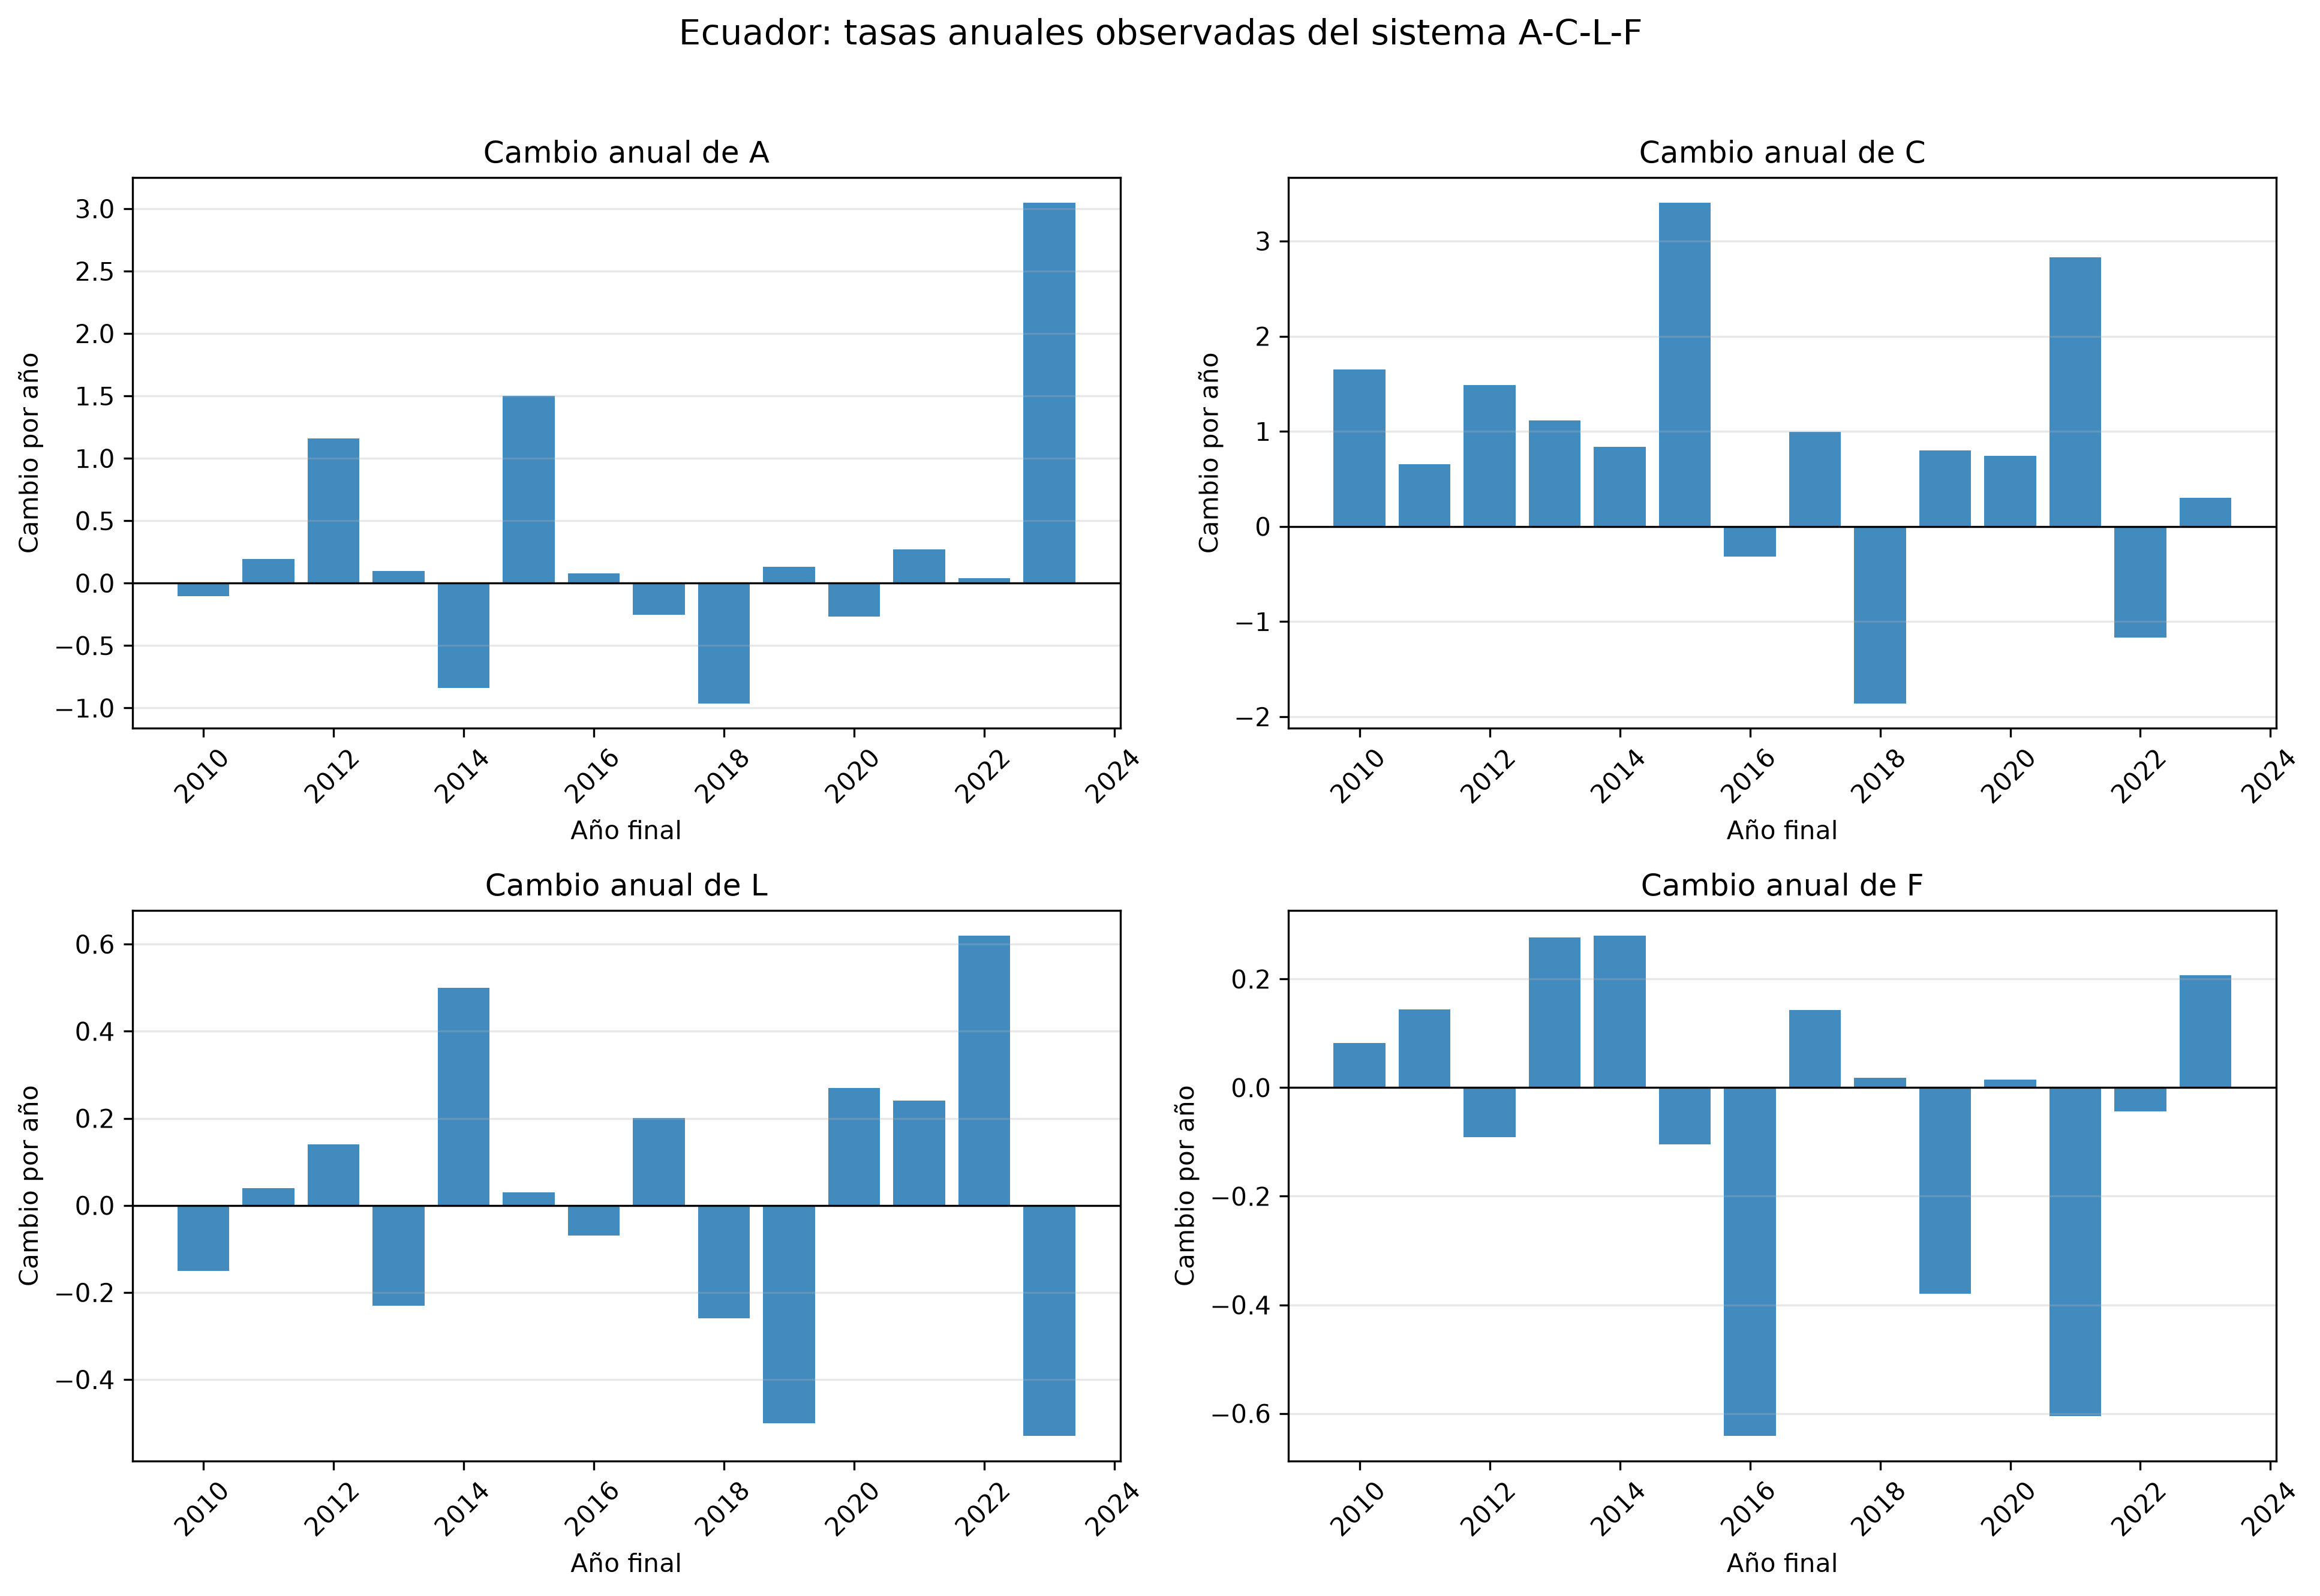 Ecuador: tasas anuales observadas del sistema A-C-L-F
Cambio anual de A
Cambio por año
3.0
2.5
2.0
1.5
1.0
0.5
0.0
−0.5
−1.0
2010 2012 2014 2016 2018 2020 2022 2024
Año final
Cambio anual de C
Cambio por año
3
2
1
0
−1
−2
2010 2012 2014 2016 2018 2020 2022 2024
Año final
Cambio anual de L
Cambio por año
0.6
0.4
0.2
0.0
−0.2
−0.4
2010 2012 2014 2016 2018 2020 2022 2024
Año final
Cambio anual de F
Cambio por año
0.2
0.0
−0.2
−0.4
−0.6
2010 2012 2014 2016 2018 2020 2022 2024
Año final